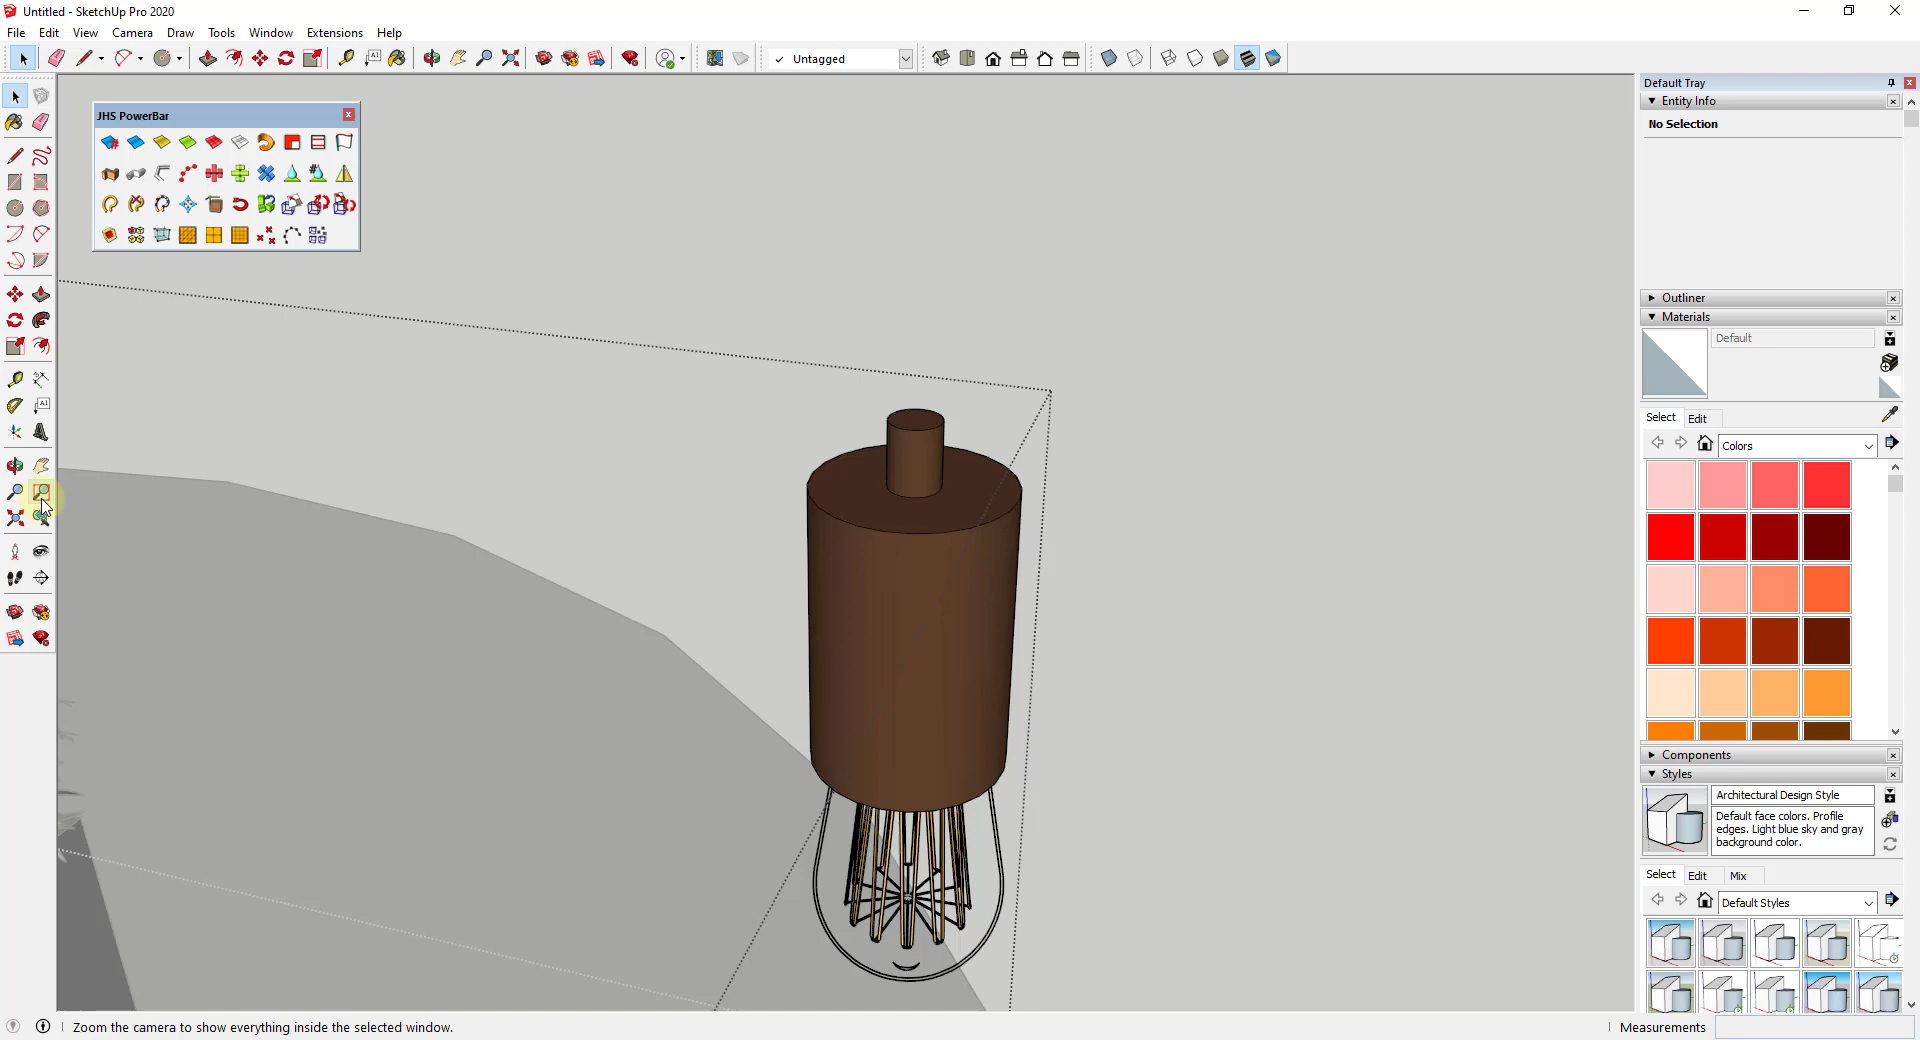 Untitled - SketchUp Pro 2020
File Edit View Camera Draw Tools Window Extensions Help
Untagged
JHS PowerBar
Default Tray
Entity Info
No Selection
Outliner
Materials
Default
Select Edit
Colors
Components
Styles
Architectural Design Style
Default face colors. Profile
edges. Light blue sky and gray
background color.
Select Edit Mix
Default Styles
Zoom the camera to show everything inside the selected window.
Measurements